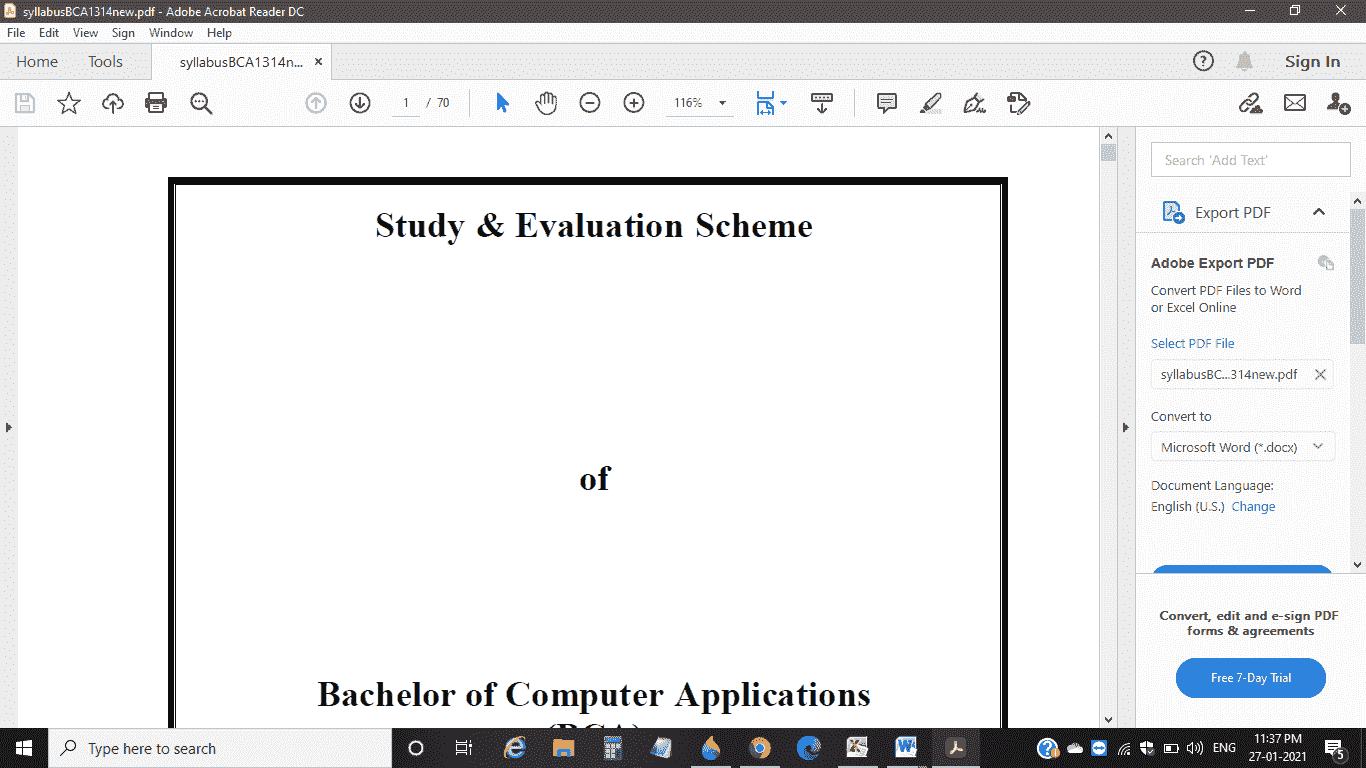 syllabusBCA1314new.pdf - Adobe Acrobat Reader DC
File Edit View Sign Window Help
Home Tools syllabusBCA1314n... ×
Sign In
1 / 70
116%
Search 'Add Text'
Export PDF
Adobe Export PDF
Convert PDF Files to Word
or Excel Online
Select PDF File
syllabusBC...314new.pdf
Convert to
Microsoft Word (*.docx)
Document Language:
English (U.S.) Change
Convert, edit and e-sign PDF
forms & agreements
Free 7-Day Trial
Study & Evaluation Scheme
of
Bachelor of Computer Applications
(BCA)
Type here to search
ENG
11:37 PM
27-01-2021
5